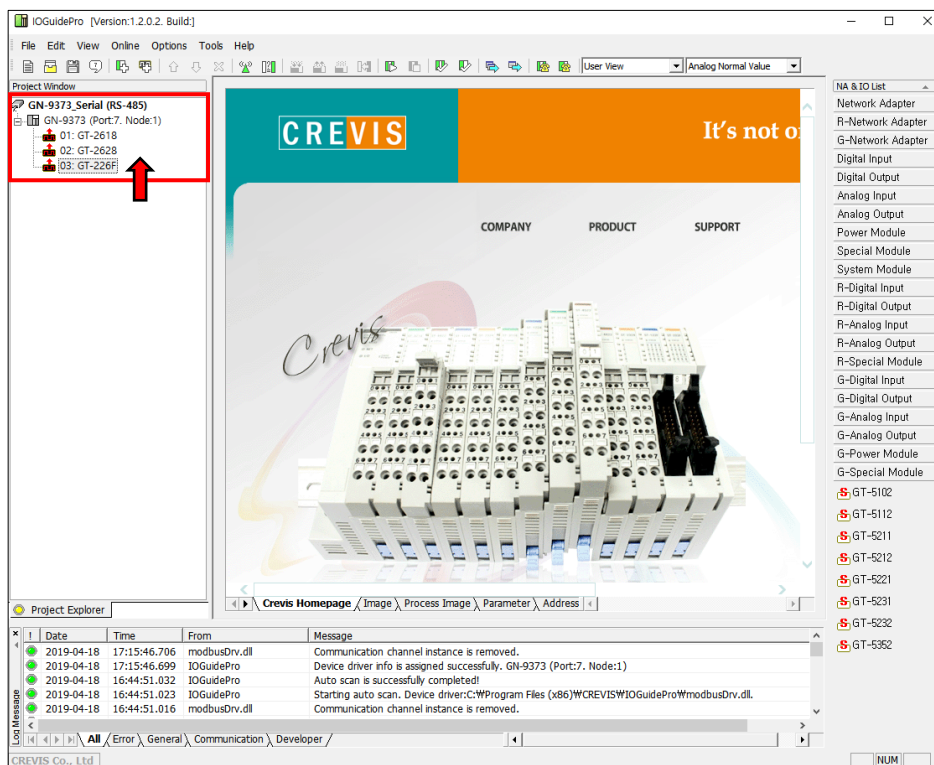 IOGuidePro [Version:1.2.0.2. Build:]
File Edit View Online Options Tools Help
User View Analog Normal Value
Project Window
GN-9373_Serial (RS-485)
GN-9373 (Port:7. Node:1)
01: GT-2618
02: GT-2628
03: GT-226F
Project Explorer
CREVIS It's not o
COMPANY PRODUCT SUPPORT
Crevis
Crevis Homepage Image Process Image Parameter Address
NA & IO List
Network Adapter
R-Network Adapter
G-Network Adapter
Digital Input
Digital Output
Analog Input
Analog Output
Power Module
Special Module
System Module
R-Digital Input
R-Digital Output
R-Analog Input
R-Analog Output
R-Special Module
G-Digital Input
G-Digital Output
G-Analog Input
G-Analog Output
G-Power Module
G-Special Module
GT-5102
GT-5112
GT-5211
GT-5212
GT-5221
GT-5231
GT-5232
GT-5352
Log Message
! Date Time From Message
2019-04-18 17:15:46.706 modbusDrv.dll Communication channel instance is removed.
2019-04-18 17:15:46.699 IOGuidePro Device driver info is assigned successfully. GN-9373 (Port:7. Node:1)
2019-04-18 16:44:51.032 IOGuidePro Auto scan is successfully completed!
2019-04-18 16:44:51.023 IOGuidePro Starting auto scan. Device driver:C:₩Program Files (x86)₩CREVIS₩IOGuidePro₩modbusDrv.dll.
2019-04-18 16:44:51.016 modbusDrv.dll Communication channel instance is removed.
All Error General Communication Developer
CREVIS Co., Ltd NUM